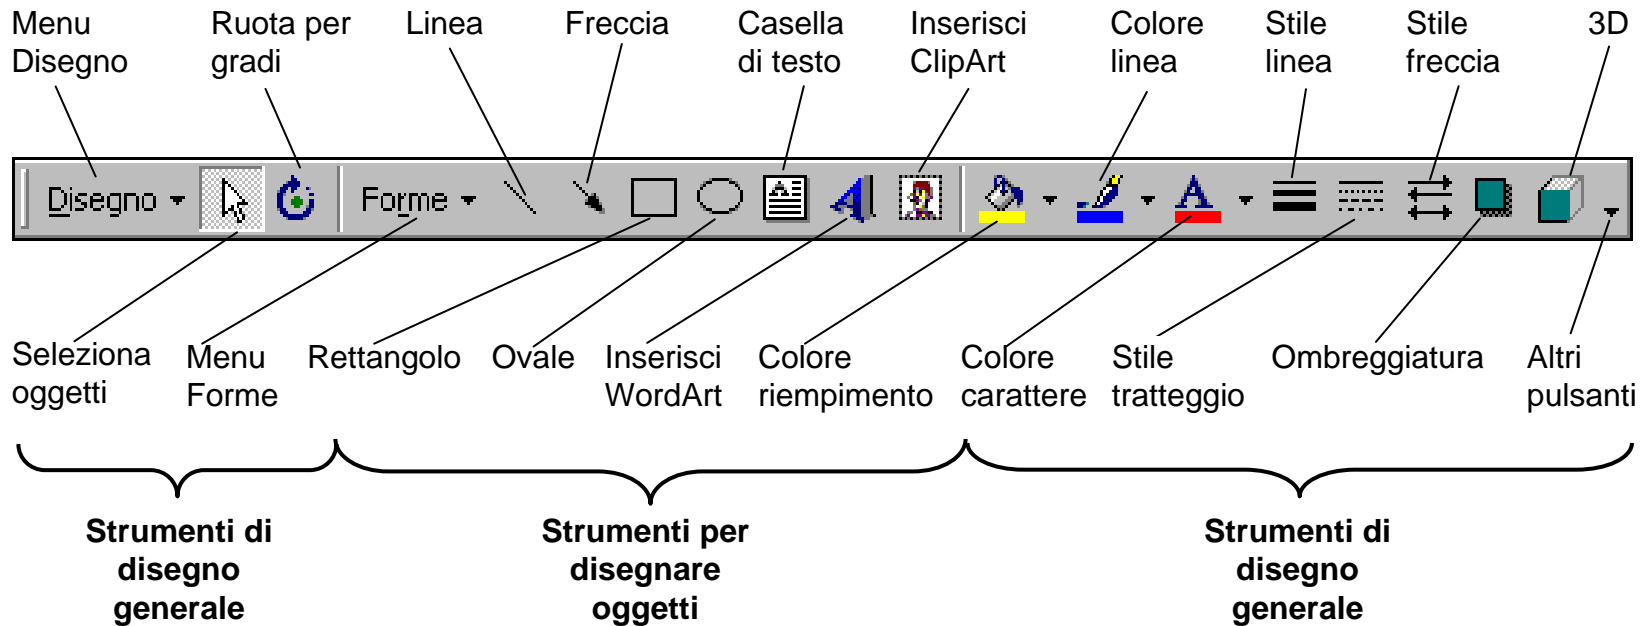 Menu
Disegno
Ruota per
gradi
Linea
Freccia
Casella
di testo
Inserisci
ClipArt
Colore
linea
Stile
linea
Stile
freccia
3D
Disegno
Forme
Seleziona
oggetti
Menu
Forme
Rettangolo
Ovale
Inserisci
WordArt
Colore
riempimento
Colore
carattere
Stile
tratteggio
Ombreggiatura
Altri
pulsanti
Strumenti di
disegno
generale
Strumenti per
disegnare
oggetti
Strumenti di
disegno
generale